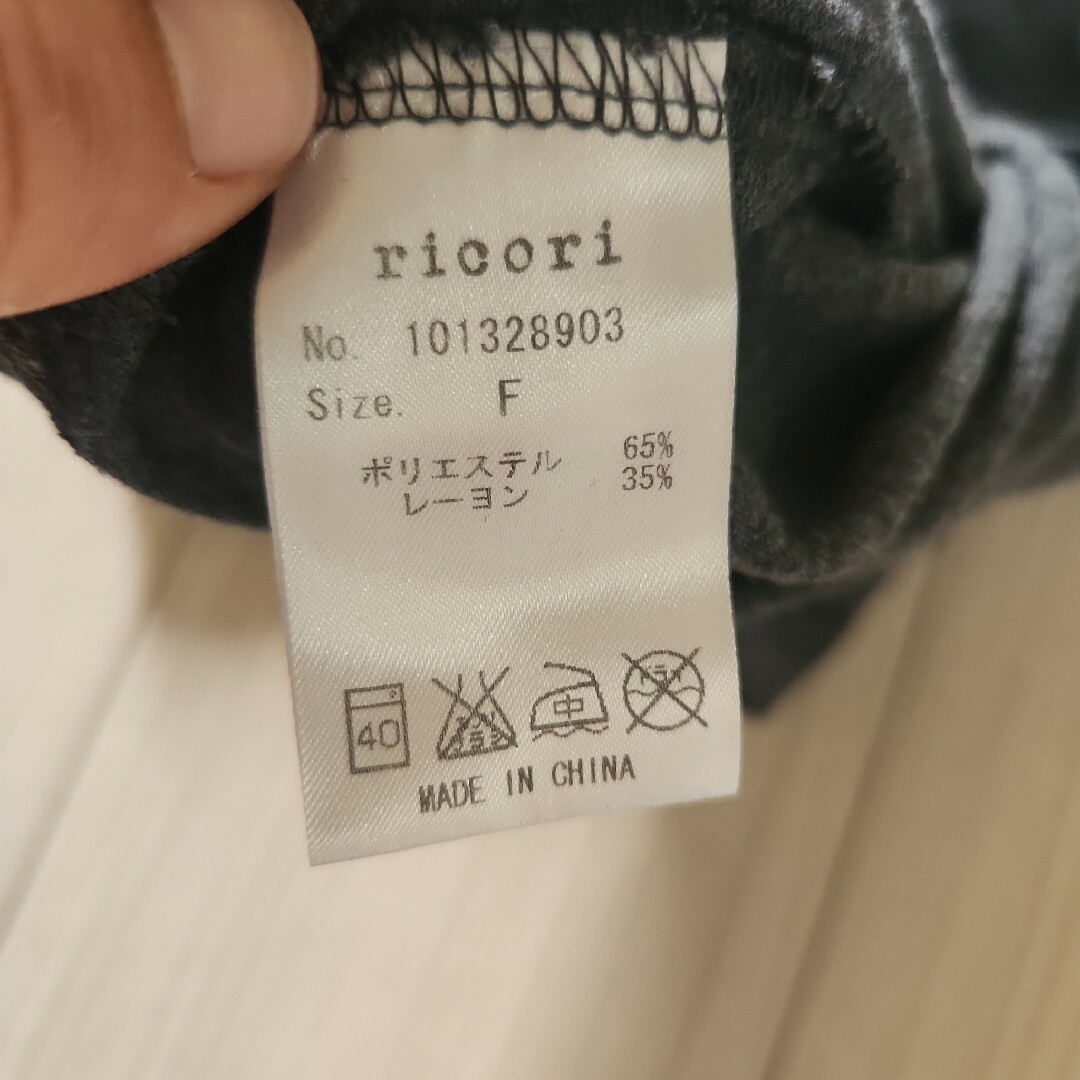 ricori
No. 101328903
Size. F
ポリエステル 65%
レーヨン 35%
40 中
MADE IN CHINA